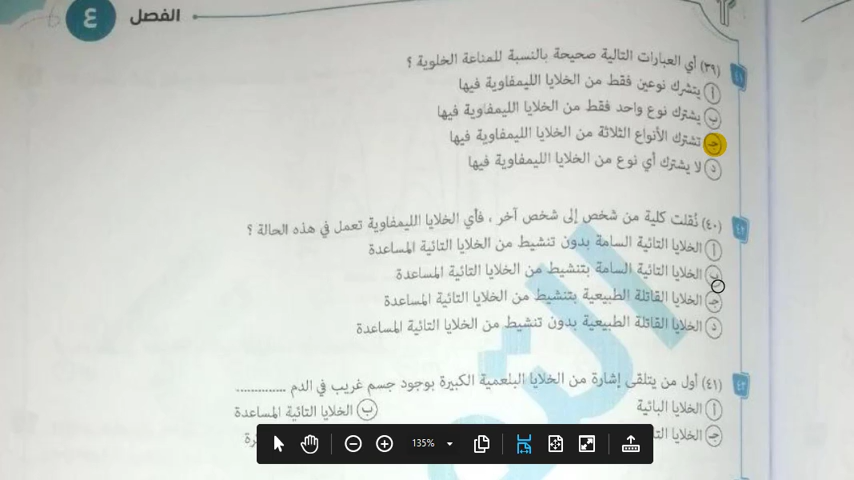 الفصل ٤
(٣٩) أي العبارات التالية صحيحة بالنسبة للمناعة الخلوية ؟
أ يشترك نوعين فقط من الخلايا الليمفاوية فيها
ب يشترك نوع واحد فقط من الخلايا الليمفاوية فيها
جـ تشترك الأنواع الثلاثة من الخلايا الليمفاوية فيها
د لا يشترك أي نوع من الخلايا الليمفاوية فيها
(٤٠) نُقلت كلية من شخص إلى شخص آخر ، فأي الخلايا الليمفاوية تعمل في هذه الحالة ؟
أ الخلايا التائية السامة بدون تنشيط من الخلايا التائية المساعدة
ب الخلايا التائية السامة بتنشيط من الخلايا التائية المساعدة
جـ الخلايا القاتلة الطبيعية بتنشيط من الخلايا التائية المساعدة
د الخلايا القاتلة الطبيعية بدون تنشيط من الخلايا التائية المساعدة
(٤١) أول من يتلقى إشارة من الخلايا البلعمية الكبيرة بوجود جسم غريب في الدم ............
أ الخلايا البائية ب الخلايا التائية المساعدة
جـ الخلايا
135%